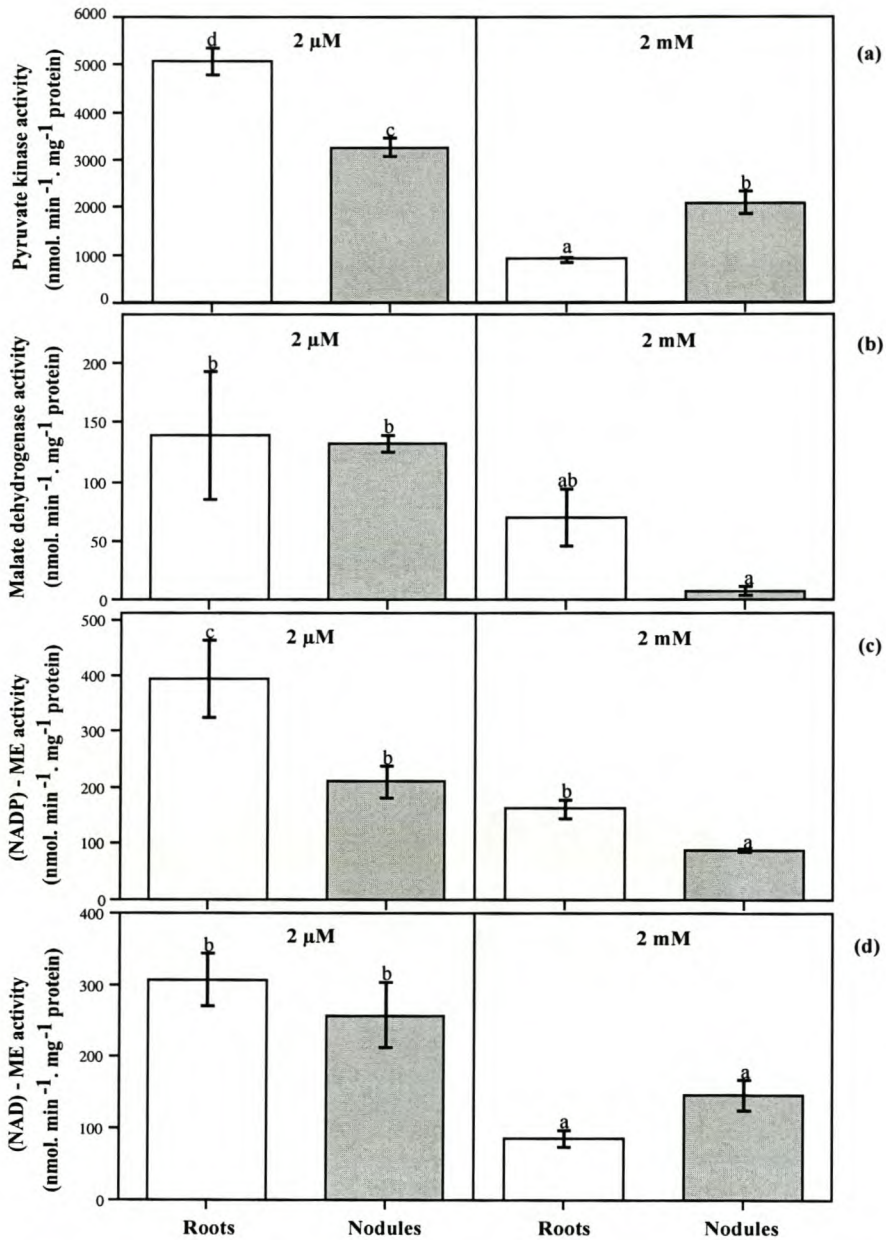 Pyruvate kinase activity
(nmol. min⁻¹. mg⁻¹ protein)
6000
5000
4000
3000
2000
1000
0
2 µM
2 mM
(a)
d
c
a
b
Malate dehydrogenase activity
(nmol. min⁻¹. mg⁻¹ protein)
200
150
100
50
0
2 µM
2 mM
(b)
b
b
ab
a
(NADP) - ME activity
(nmol. min⁻¹. mg⁻¹ protein)
500
400
300
200
100
0
2 µM
2 mM
(c)
c
b
b
a
(NAD) - ME activity
(nmol. min⁻¹. mg⁻¹ protein)
400
300
200
100
0
2 µM
2 mM
(d)
b
b
a
a
Roots
Nodules
Roots
Nodules